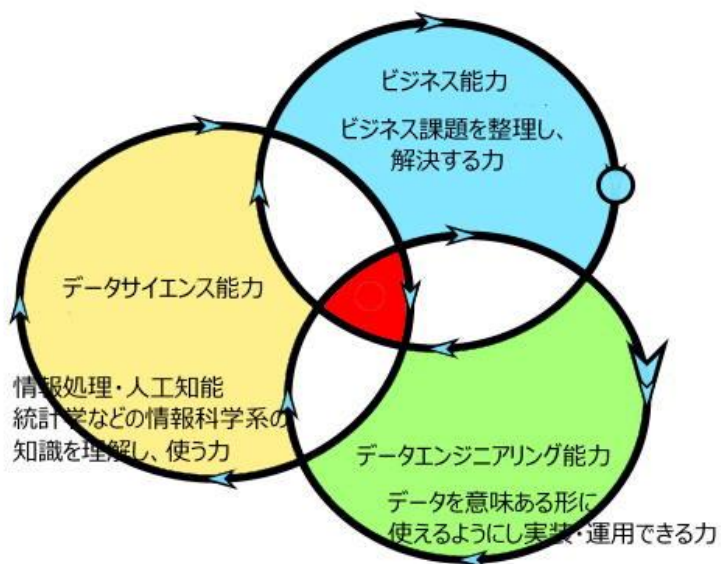 ビジネス能力
ビジネス課題を整理し、
解決する力
データサイエンス能力
情報処理・人工知能
統計学などの情報科学系の
知識を理解し、使う力
データエンジニアリング能力
データを意味ある形に
使えるようにし実装・運用できる力